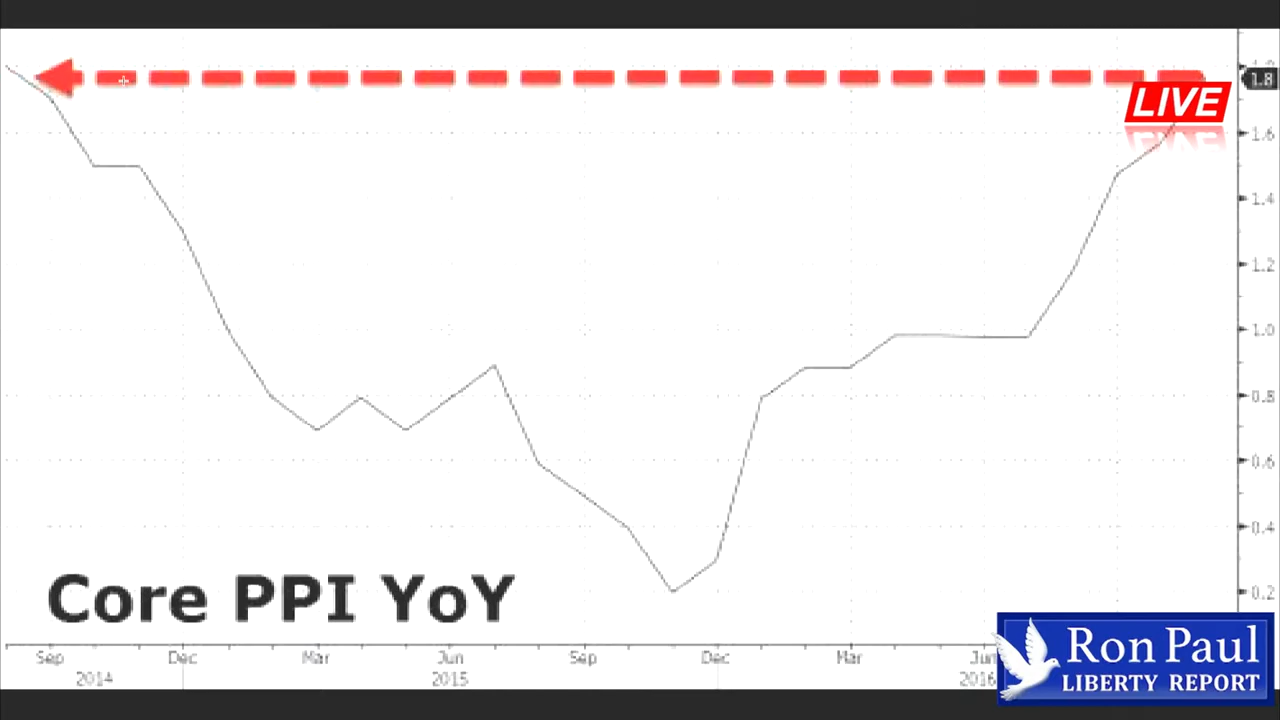 1.8
LIVE
1.6
1.4
1.2
1.0
0.8
0.6
0.4
0.2
Core PPI YoY
Sep Dec Mar Jun Sep Dec Mar Jun
2014 2015 2016
Ron Paul
LIBERTY REPORT